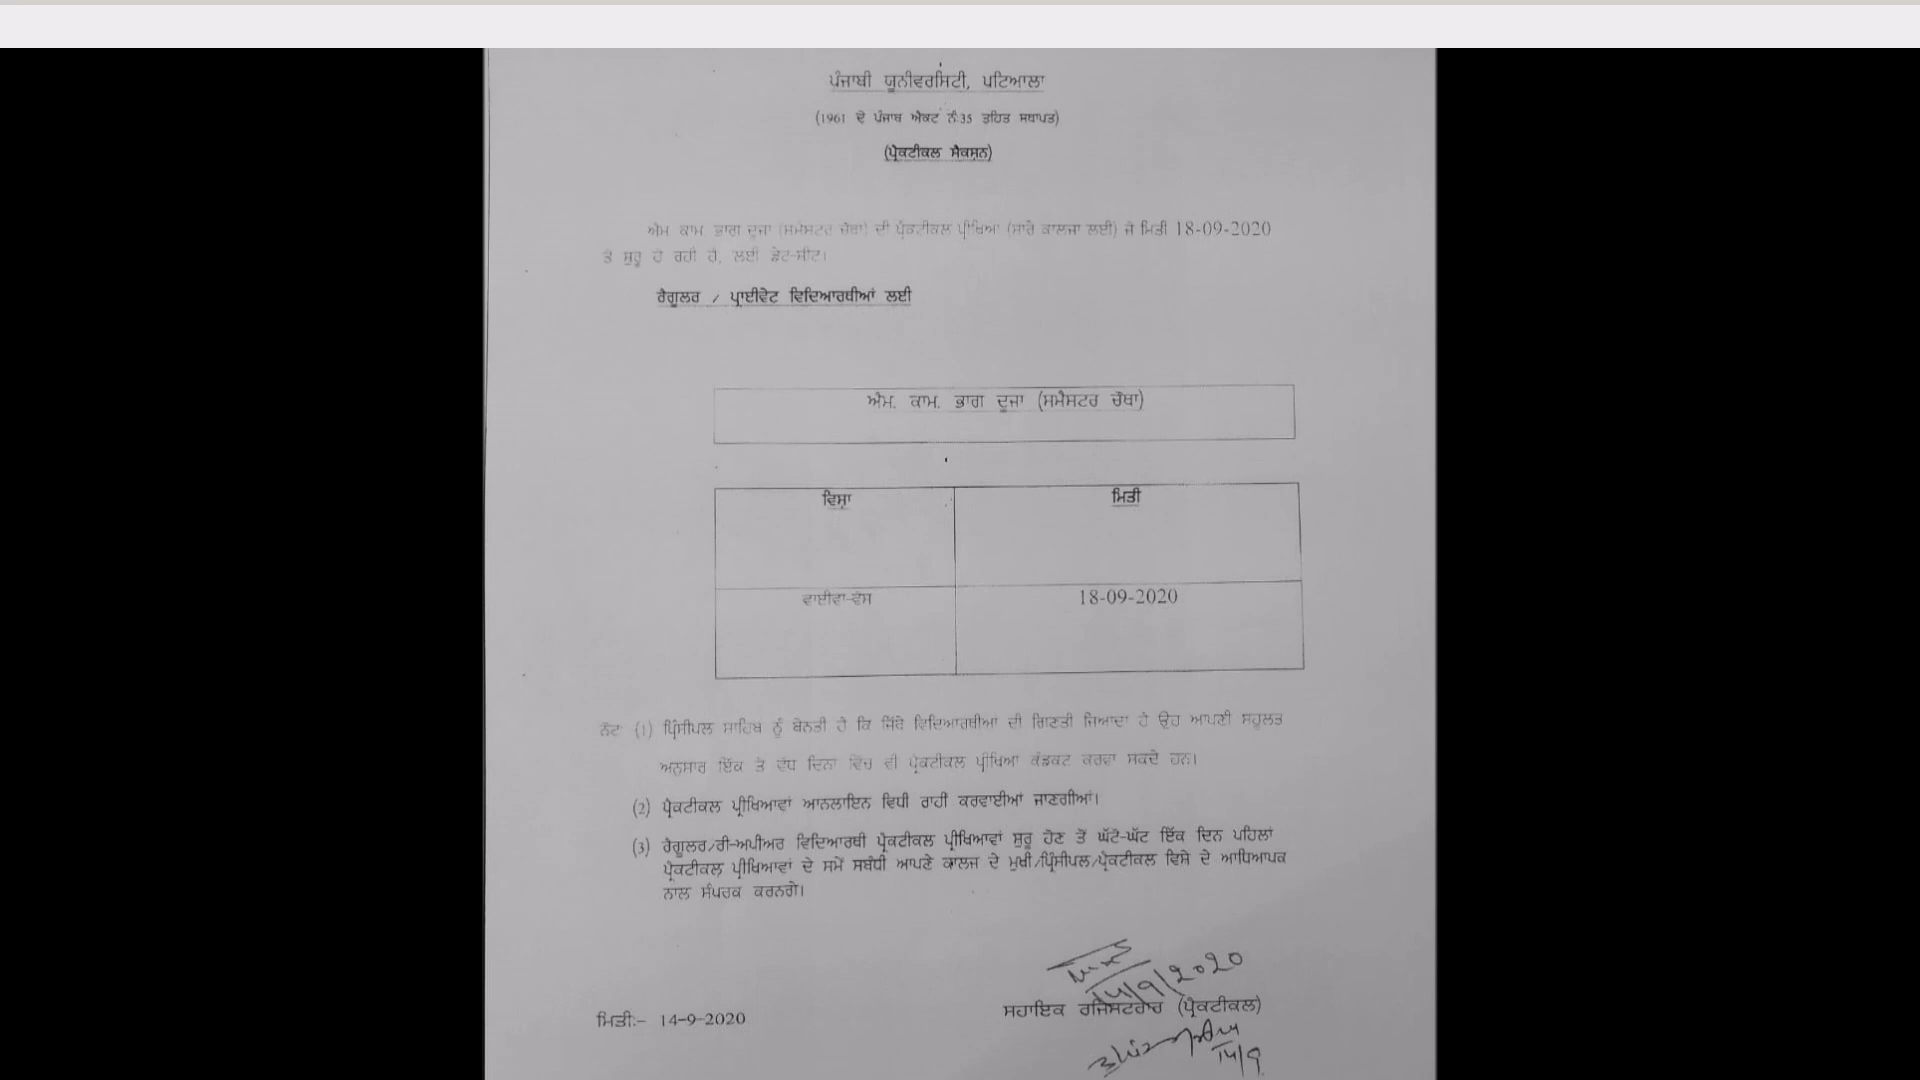 ਪੰਜਾਬੀ ਯੂਨੀਵਰਸਿਟੀ, ਪਟਿਆਲਾ
(1961 ਦੇ ਪੰਜਾਬ ਐਕਟ ਨੰ:35 ਤਹਿਤ ਸਥਾਪਤ)
(ਪ੍ਰੈਕਟੀਕਲ ਸੈਕਸ਼ਨ)
ਐਮ ਕਾਮ ਭਾਗ ਦੂਜਾ (ਸਮੈਸਟਰ ਚੌਥਾ) ਦੀ ਪ੍ਰੈਕਟੀਕਲ ਪ੍ਰੀਖਿਆ (ਸਾਰੇ ਕਾਲਜਾਂ ਲਈ) ਜੋ ਮਿਤੀ 18-09-2020
ਤੋਂ ਸ਼ੁਰੂ ਹੋ ਰਹੀ ਹੈ, ਲਈ ਡੇਟ-ਸ਼ੀਟ।
ਰੈਗੂਲਰ / ਪ੍ਰਾਈਵੇਟ ਵਿਦਿਆਰਥੀਆਂ ਲਈ
ਐਮ. ਕਾਮ. ਭਾਗ ਦੂਜਾ (ਸਮੈਸਟਰ ਚੌਥਾ)
ਵਿਸ਼ਾ ਮਿਤੀ
ਵਾਈਵਾ-ਵੋਸ 18-09-2020
ਨੋਟ (1) ਪ੍ਰਿੰਸੀਪਲ ਸਾਹਿਬ ਨੂੰ ਬੇਨਤੀ ਹੈ ਕਿ ਜਿੱਥੇ ਵਿਦਿਆਰਥੀਆਂ ਦੀ ਗਿਣਤੀ ਜਿਆਦਾ ਹੈ ਉਹ ਆਪਣੀ ਸਹੂਲਤ
ਅਨੁਸਾਰ ਇੱਕ ਤੋਂ ਵੱਧ ਦਿਨਾਂ ਵਿੱਚ ਵੀ ਪ੍ਰੈਕਟੀਕਲ ਪ੍ਰੀਖਿਆ ਕੰਡਕਟ ਕਰਵਾ ਸਕਦੇ ਹਨ।
(2) ਪ੍ਰੈਕਟੀਕਲ ਪ੍ਰੀਖਿਆਵਾਂ ਆਨਲਾਇਨ ਵਿਧੀ ਰਾਹੀਂ ਕਰਵਾਈਆਂ ਜਾਣਗੀਆਂ।
(3) ਰੈਗੂਲਰ/ਰੀ-ਅਪੀਅਰ ਵਿਦਿਆਰਥੀ ਪ੍ਰੈਕਟੀਕਲ ਪ੍ਰੀਖਿਆਵਾਂ ਸ਼ੁਰੂ ਹੋਣ ਤੋਂ ਘੱਟੋ-ਘੱਟ ਇੱਕ ਦਿਨ ਪਹਿਲਾਂ
ਪ੍ਰੈਕਟੀਕਲ ਪ੍ਰੀਖਿਆਵਾਂ ਦੇ ਸਮੇਂ ਸਬੰਧੀ ਆਪਣੇ ਕਾਲਜ ਦੇ ਮੁਖੀ/ਪ੍ਰਿੰਸੀਪਲ/ਪ੍ਰੈਕਟੀਕਲ ਵਿਸ਼ੇ ਦੇ ਆਧਿਆਪਕ
ਨਾਲ ਸੰਪਰਕ ਕਰਨਗੇ।
14/9/2020
ਸਹਾਇਕ ਰਜਿਸਟਰਾਰ (ਪ੍ਰੈਕਟੀਕਲ)
ਮਿਤੀ:- 14-9-2020
14/9